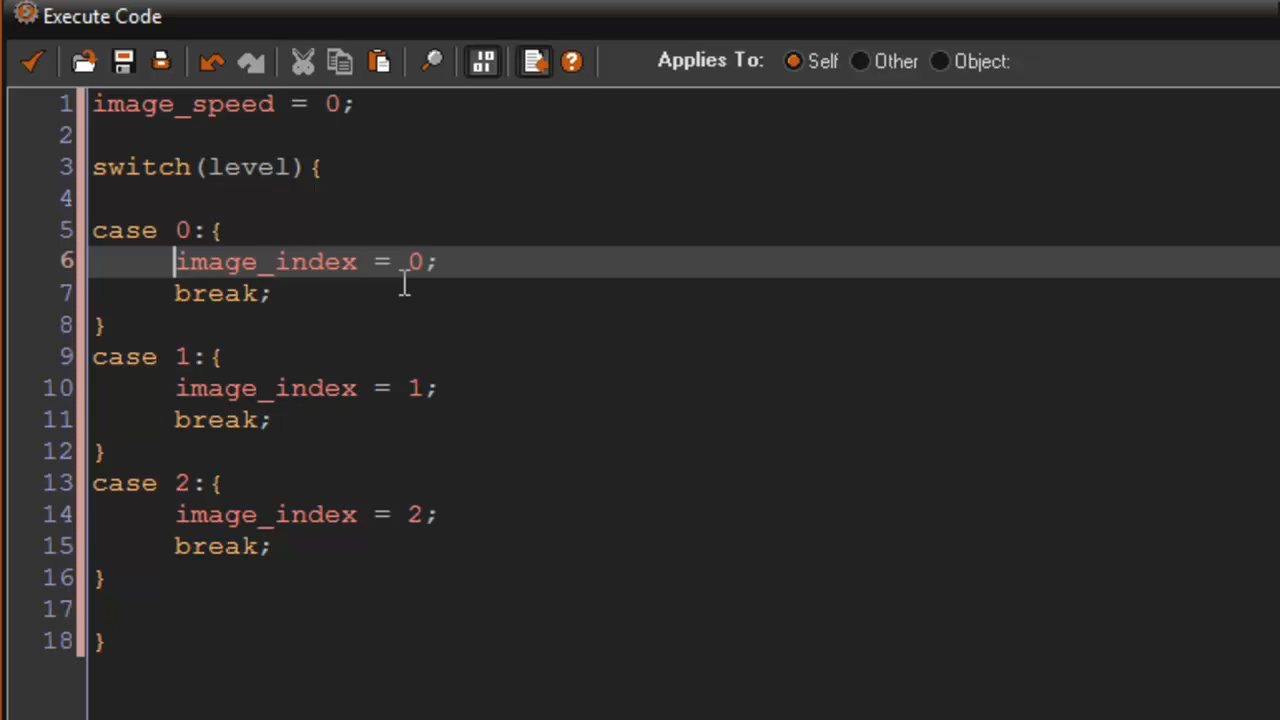 Execute Code
Applies To: Self Other Object:
1 image_speed = 0;
2
3 switch(level){
4
5 case 0:{
6 image_index = 0;
7 break;
8 }
9 case 1:{
10 image_index = 1;
11 break;
12 }
13 case 2:{
14 image_index = 2;
15 break;
16 }
17
18 }